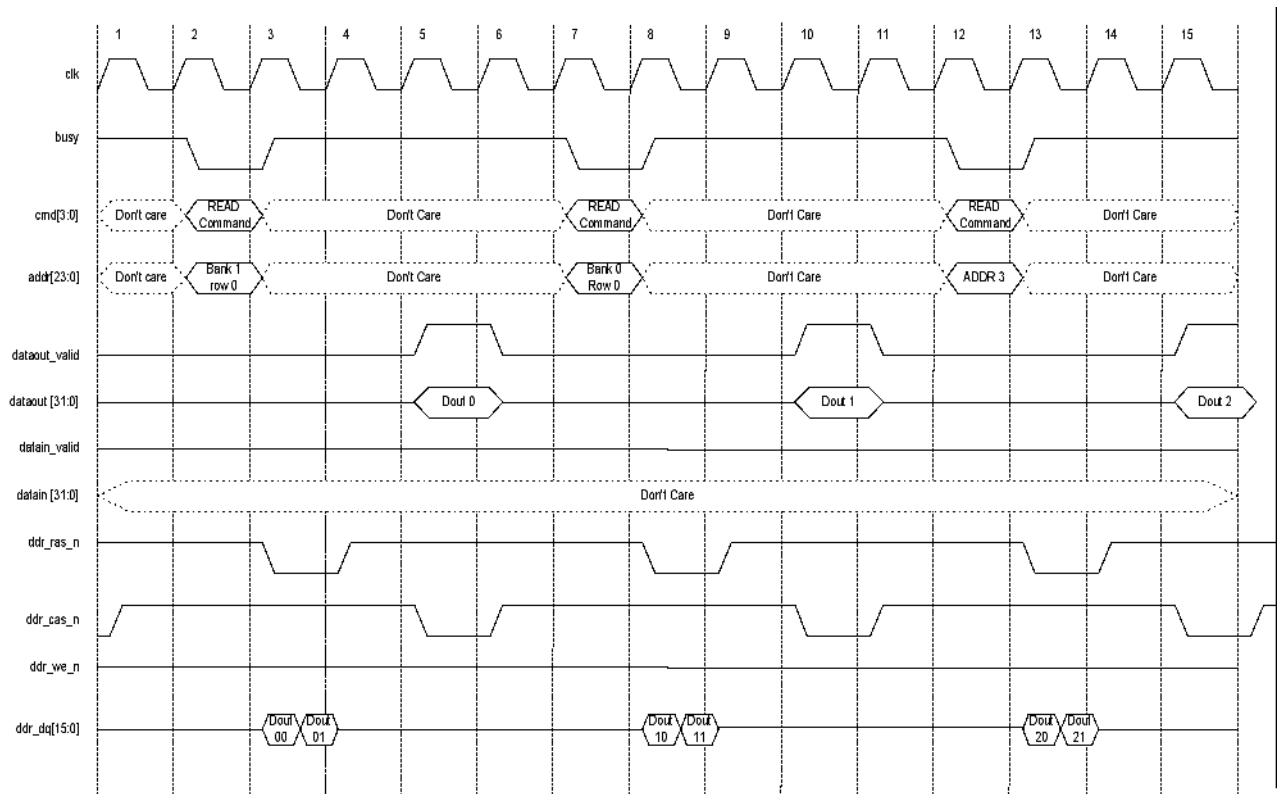 1 2 3 4 5 6 7 8 9 10 11 12 13 14 15
clk
busy
cmd[3:0] Don't care READ Command Don't Care READ Command Don't Care READ Command Don't Care
addr[23:0] Don't care Bank 1 row 0 Don't Care Bank 0 Row 0 Don't Care ADDR 3 Don't Care
dataout_valid
dataout [31:0] Dout 0 Dout 1 Dout 2
datain_valid
datain [31:0] Don't Care
ddr_ras_n
ddr_cas_n
ddr_we_n
ddr_dq[15:0] Dout 00 Dout 01 Dout 10 Dout 11 Dout 20 Dout 21